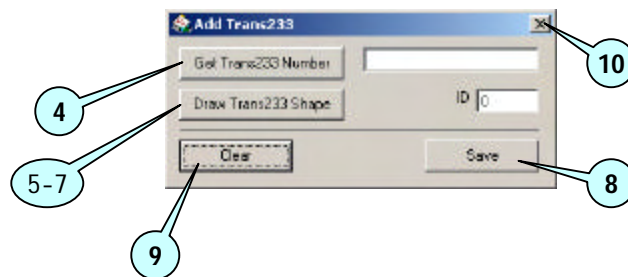 Add Trans233
10
Get Trans233 Number
4
Draw Trans233 Shape
ID 0
5-7
Clear
Save
8
9